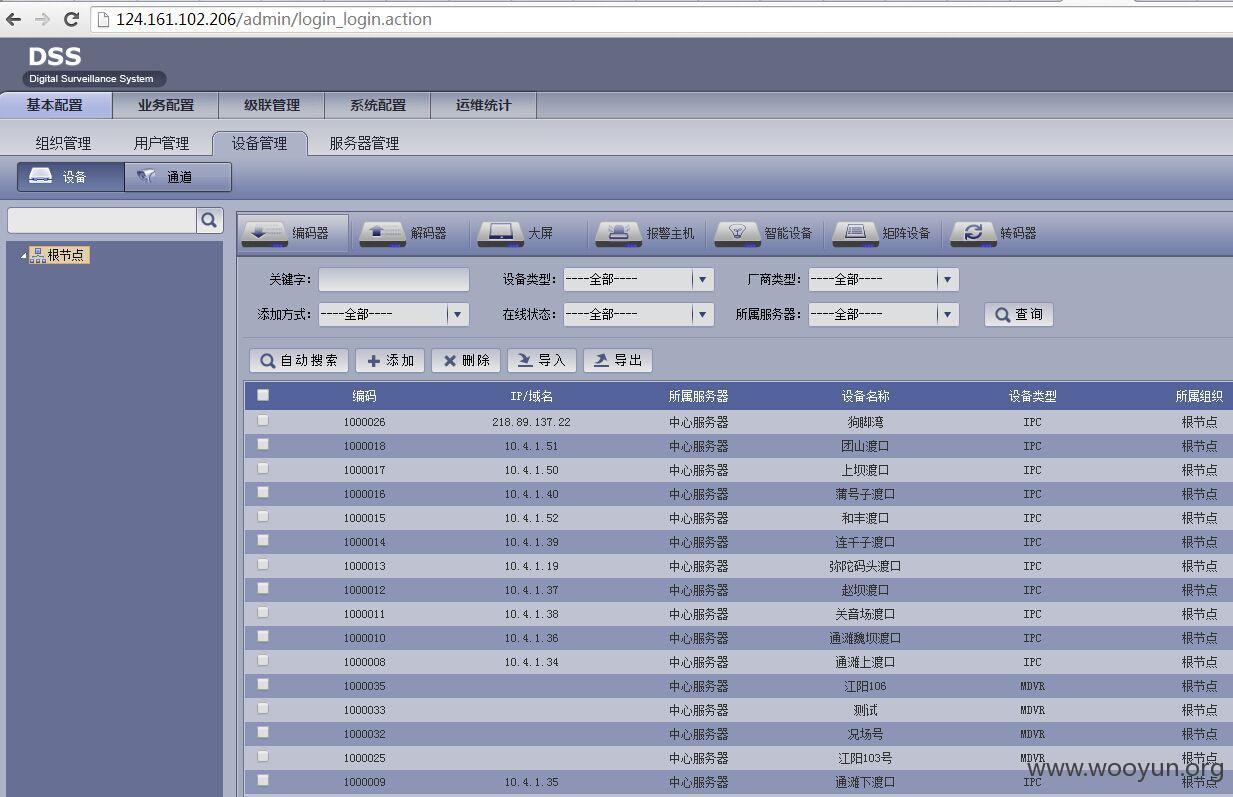 124.161.102.206/admin/login_login.action
DSS
Digital Surveillance System
基本配置 业务配置 级联管理 系统配置 运维统计
组织管理 用户管理 设备管理 服务器管理
设备 通道
根节点
编码器 解码器 大屏 报警主机 智能设备 矩阵设备 转码器
关键字: 设备类型: ----全部---- 厂商类型: ----全部----
添加方式: ----全部---- 在线状态: ----全部---- 所属服务器: ----全部---- 查询
自动搜索 添加 删除 导入 导出
编码 IP/域名 所属服务器 设备名称 设备类型 所属组织
1000026 218.89.137.22 中心服务器 狗脚湾 IPC 根节点
1000018 10.4.1.51 中心服务器 团山渡口 IPC 根节点
1000017 10.4.1.50 中心服务器 上坝渡口 IPC 根节点
1000016 10.4.1.40 中心服务器 蒲号子渡口 IPC 根节点
1000015 10.4.1.52 中心服务器 和丰渡口 IPC 根节点
1000014 10.4.1.39 中心服务器 连干子渡口 IPC 根节点
1000013 10.4.1.19 中心服务器 弥陀码头渡口 IPC 根节点
1000012 10.4.1.37 中心服务器 赵坝渡口 IPC 根节点
1000011 10.4.1.38 中心服务器 关音场渡口 IPC 根节点
1000010 10.4.1.36 中心服务器 通滩魏坝渡口 IPC 根节点
1000008 10.4.1.34 中心服务器 通滩上渡口 IPC 根节点
1000035 中心服务器 江阳106 MDVR 根节点
1000033 中心服务器 测试 MDVR 根节点
1000032 中心服务器 况场号 MDVR 根节点
1000025 中心服务器 江阳103号 MDVR 根节点
1000009 10.4.1.35 中心服务器 通滩下渡口 IPC 根节点
www.wooyun.org